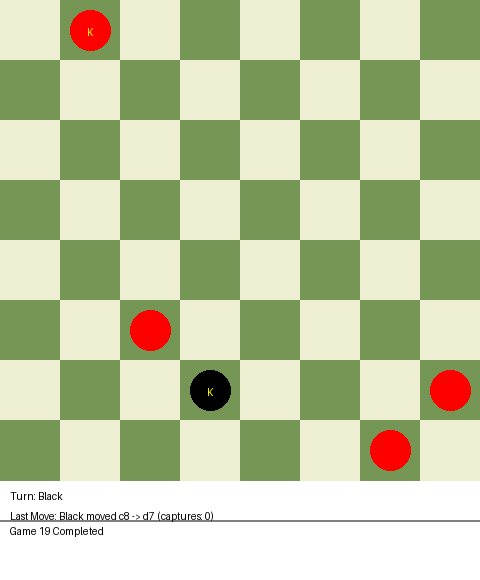 K
K
Turn: Black
Last Move: Black moved c8 -> d7 (captures: 0)
Game 19 Completed